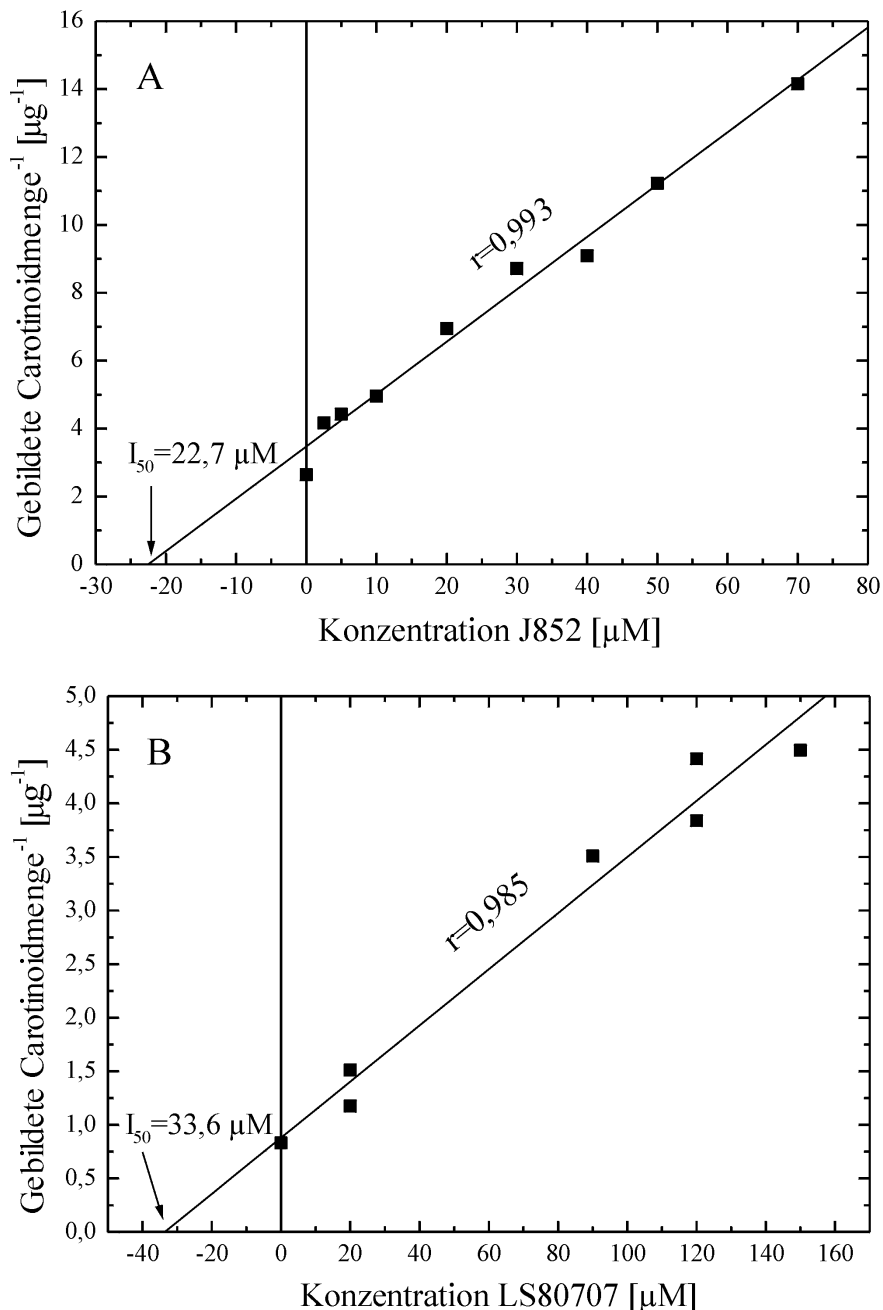 16
14
12
10
8
6
4
2
0
Gebildete Carotinoidmenge⁻¹ [µg⁻¹]
A
r=0,993
I₅₀=22,7 µM
-30 -20 -10 0 10 20 30 40 50 60 70 80
Konzentration J852 [µM]
5,0
4,5
4,0
3,5
3,0
2,5
2,0
1,5
1,0
0,5
0,0
Gebildete Carotinoidmenge⁻¹ [µg⁻¹]
B
r=0,985
I₅₀=33,6 µM
-40 -20 0 20 40 60 80 100 120 140 160
Konzentration LS80707 [µM]